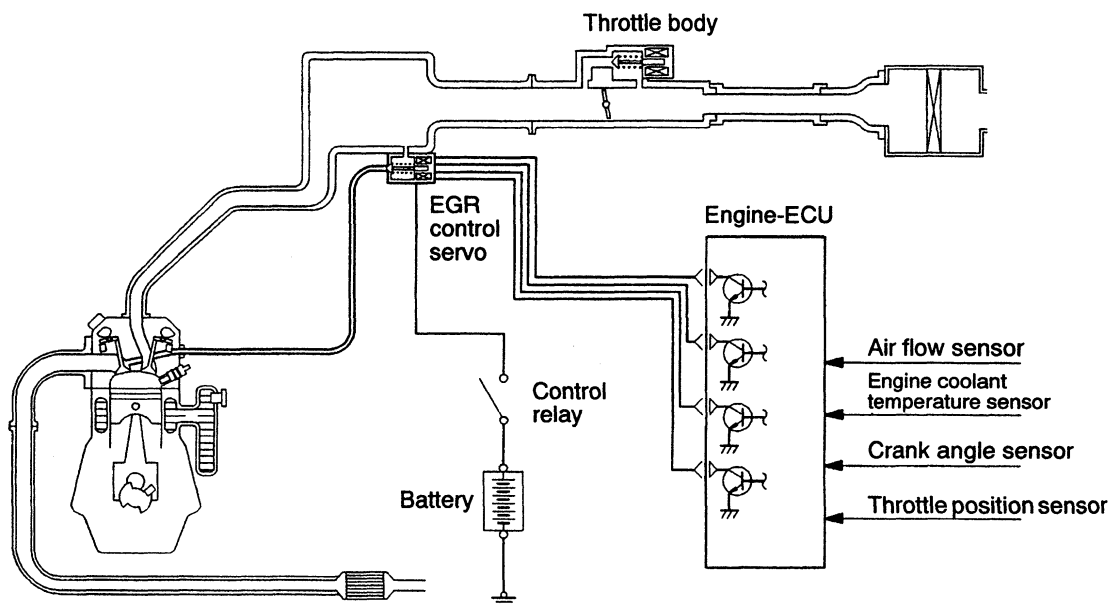 Throttle body
EGR
control
servo
Engine-ECU
Air flow sensor
Engine coolant
temperature sensor
Crank angle sensor
Throttle position sensor
Control
relay
Battery